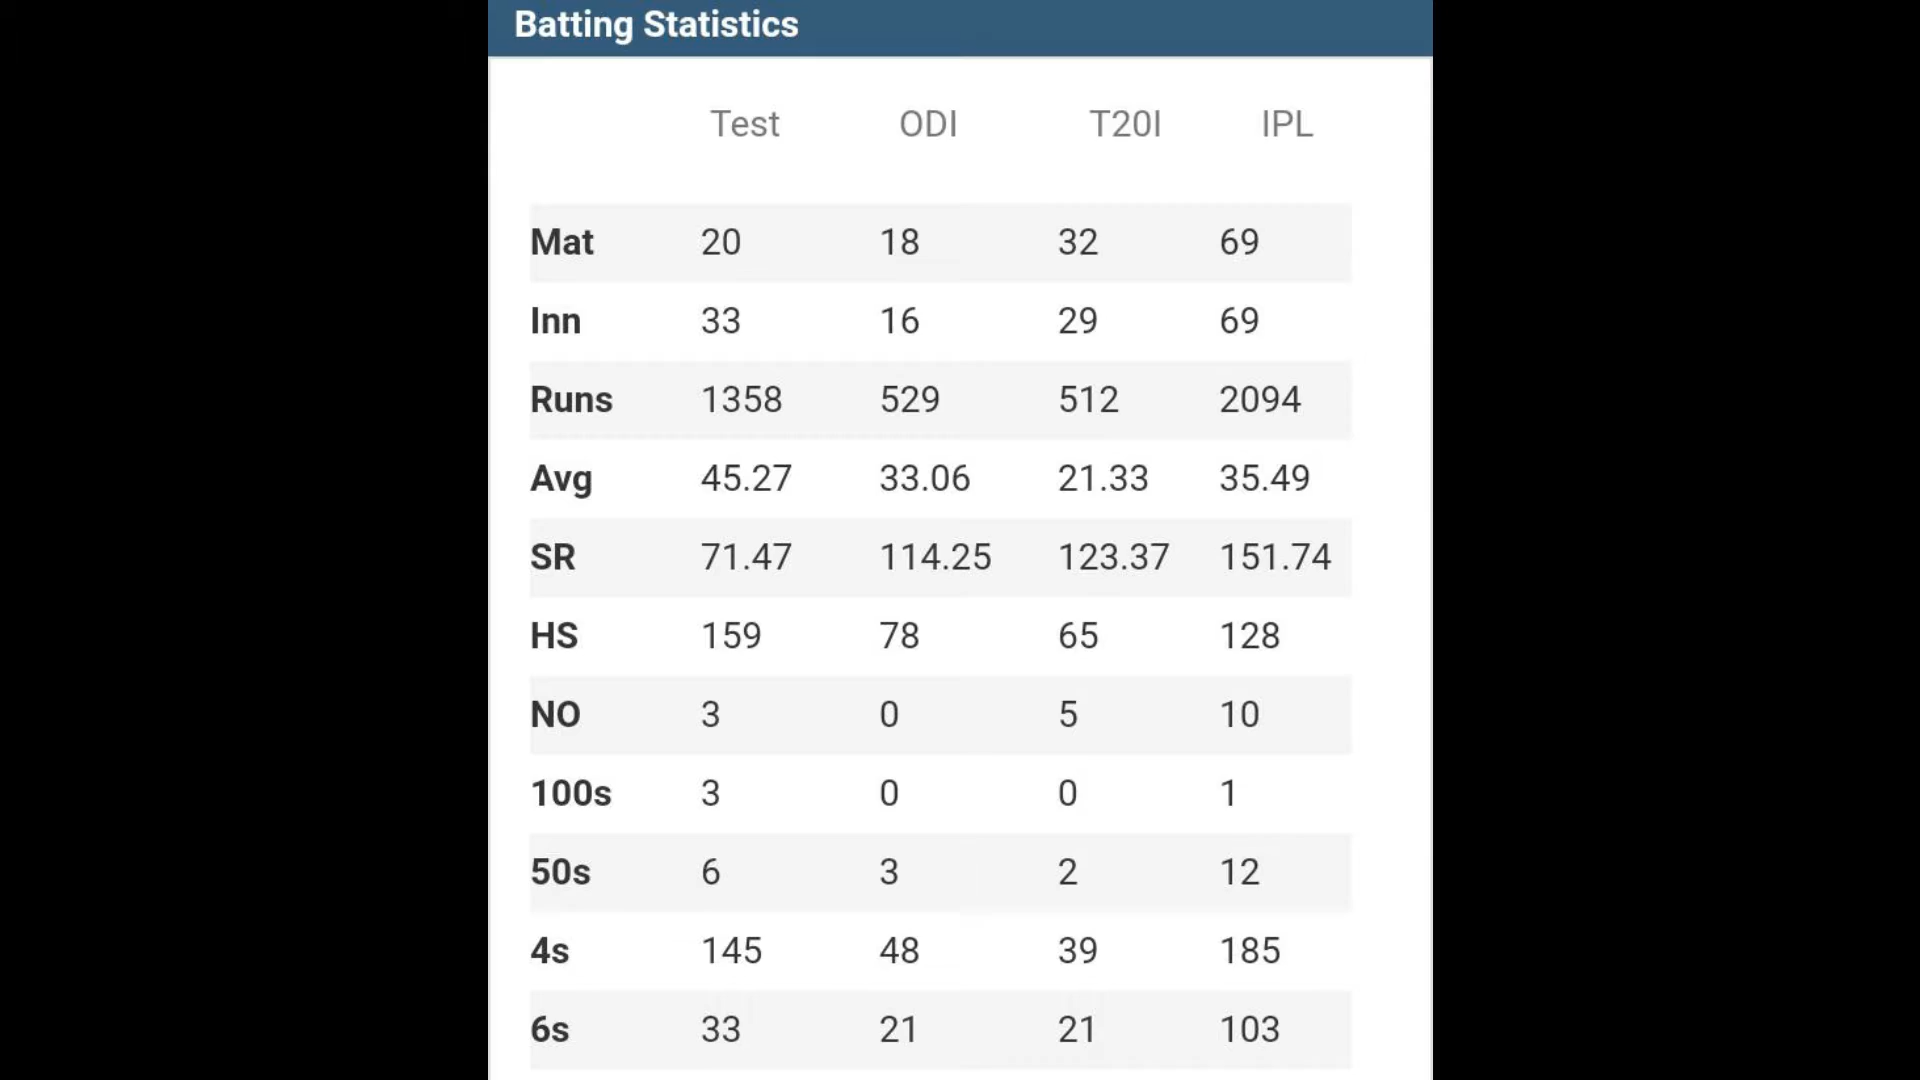 Batting Statistics
Test ODI T20I IPL
Mat 20 18 32 69
Inn 33 16 29 69
Runs 1358 529 512 2094
Avg 45.27 33.06 21.33 35.49
SR 71.47 114.25 123.37 151.74
HS 159 78 65 128
NO 3 0 5 10
100s 3 0 0 1
50s 6 3 2 12
4s 145 48 39 185
6s 33 21 21 103